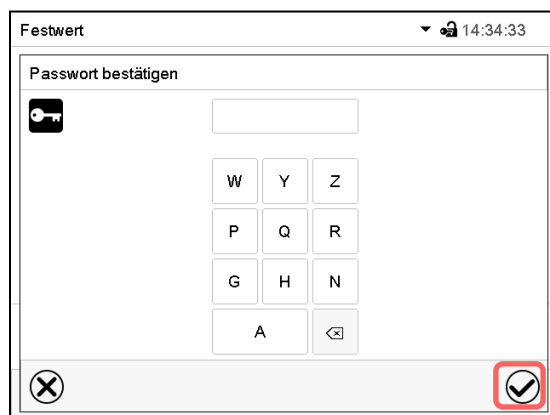 Festwert 14:34:33
Passwort bestätigen
W Y Z
P Q R
G H N
A